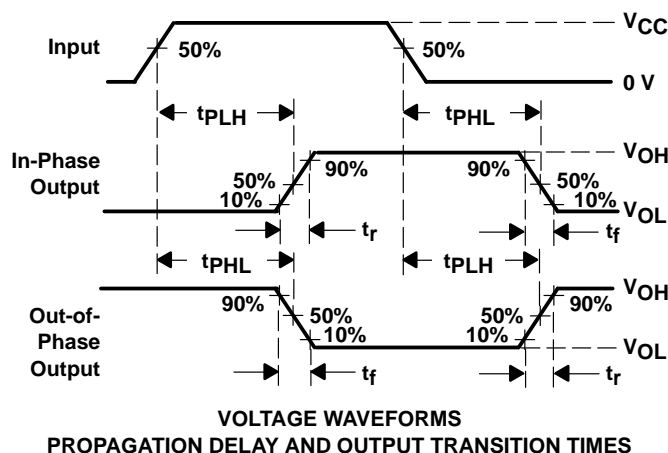 VCC
Input
50%
50%
0 V
tPLH
tPHL
In-Phase
Output
VOH
90%
90%
50%
50%
10%
10%
VOL
tr
tf
tPHL
tPLH
Out-of-
Phase
Output
VOH
90%
90%
50%
50%
10%
10%
VOL
tf
tr
VOLTAGE WAVEFORMS
PROPAGATION DELAY AND OUTPUT TRANSITION TIMES